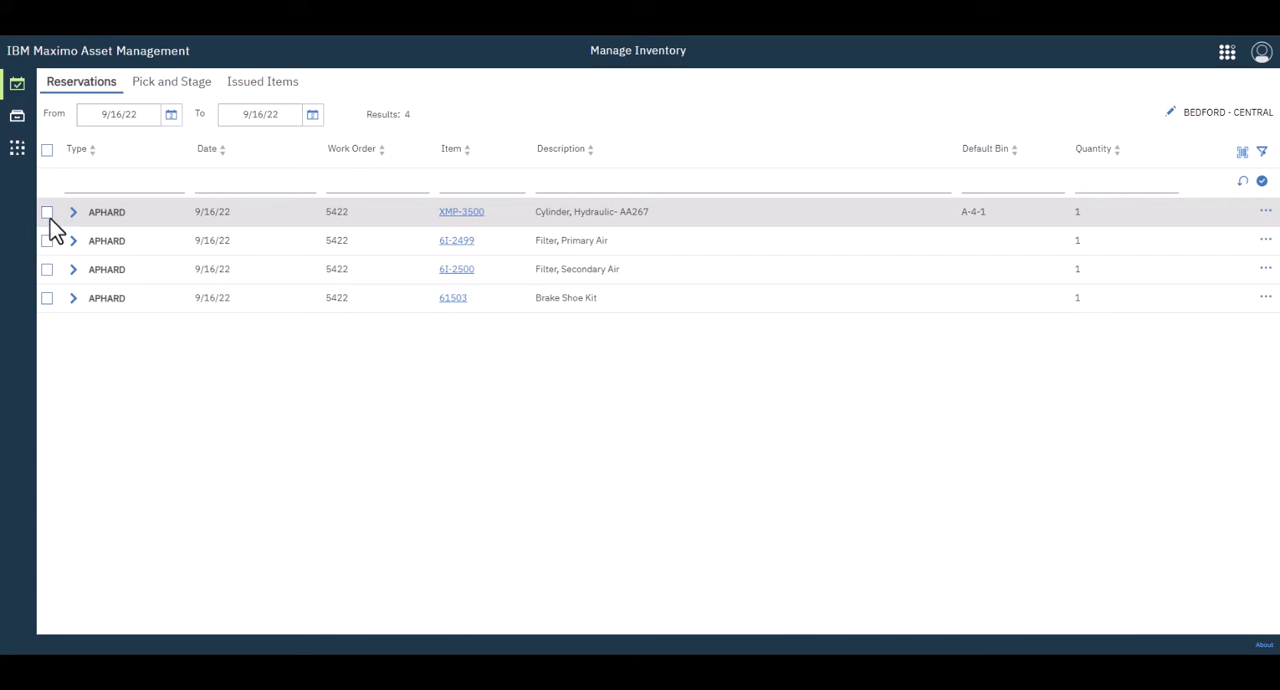 IBM Maximo Asset Management Manage Inventory
Reservations Pick and Stage Issued Items
From 9/16/22 To 9/16/22 Results: 4 BEDFORD - CENTRAL
Type Date Work Order Item Description Default Bin Quantity
APHARD 9/16/22 5422 XMP-3500 Cylinder, Hydraulic- AA267 A-4-1 1
APHARD 9/16/22 5422 6I-2499 Filter, Primary Air 1
APHARD 9/16/22 5422 6I-2500 Filter, Secondary Air 1
APHARD 9/16/22 5422 61503 Brake Shoe Kit 1
About